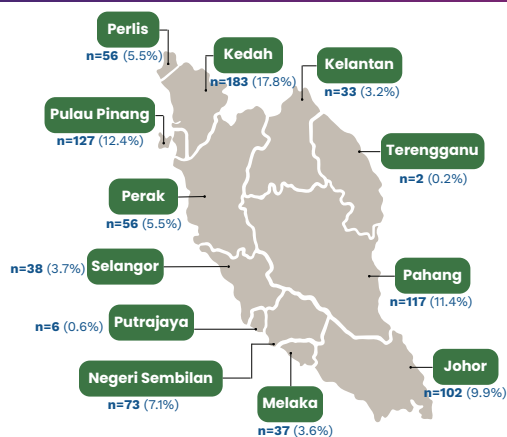 Perlis
n=56 (5.5%)
Kedah
n=183 (17.8%)
Kelantan
n=33 (3.2%)
Pulau Pinang
n=127 (12.4%)
Terengganu
n=2 (0.2%)
Perak
n=56 (5.5%)
n=38 (3.7%) Selangor
Pahang
n=117 (11.4%)
n=6 (0.6%) Putrajaya
Johor
n=102 (9.9%)
Negeri Sembilan
n=73 (7.1%)
Melaka
n=37 (3.6%)